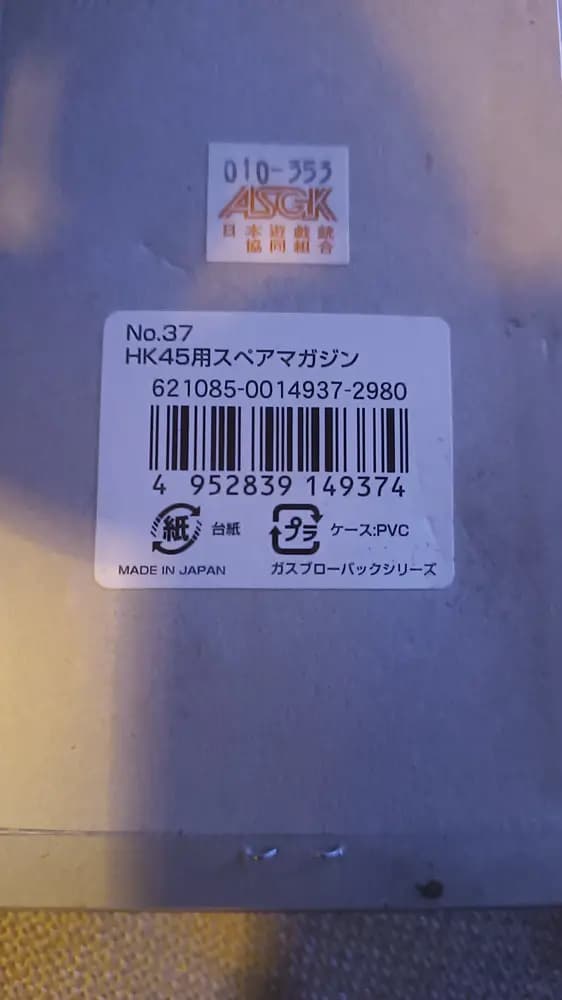 010-353
ASGK
日本遊戯銃
協同組合
No.37
HK45用スペアマガジン
621085-0014937-2980
4 952839 149374
紙 台紙 プラ ケース:PVC
MADE IN JAPAN ガスブローバックシリーズ